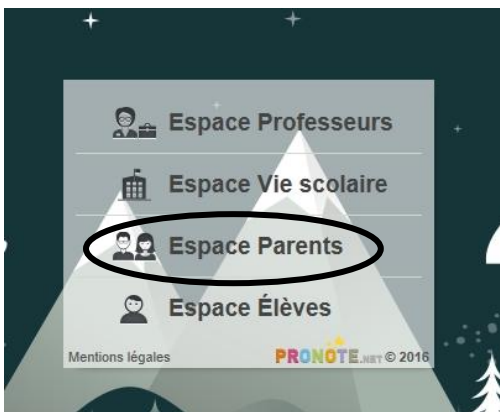 Espace Professeurs
Espace Vie scolaire
Espace Parents
Espace Élèves
Mentions légales PRONOTE.NET © 2016